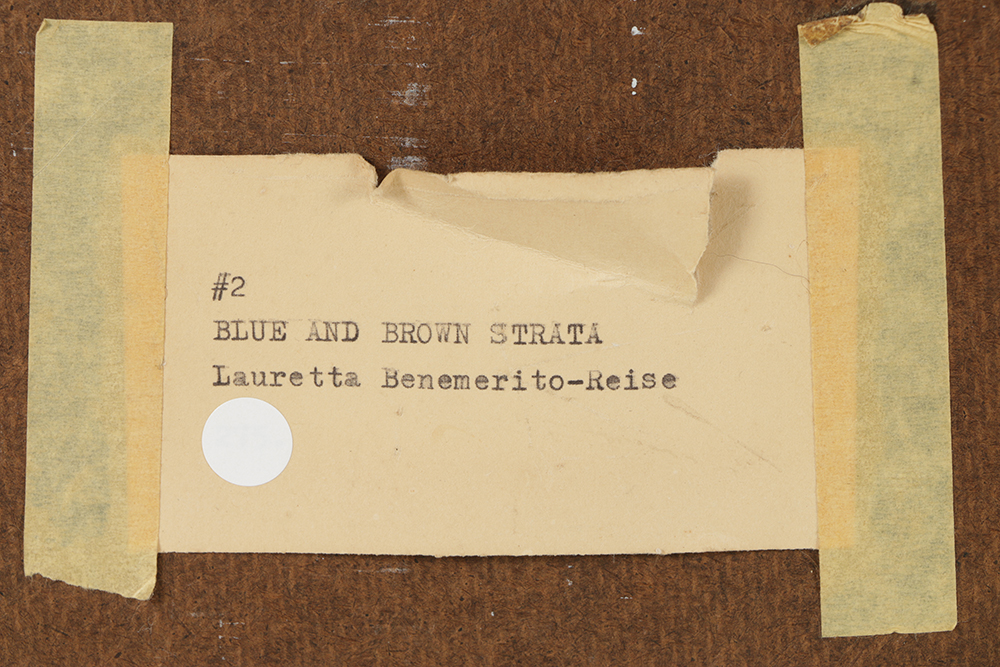 #2
BLUE AND BROWN STRATA
Lauretta Benemerito-Reise